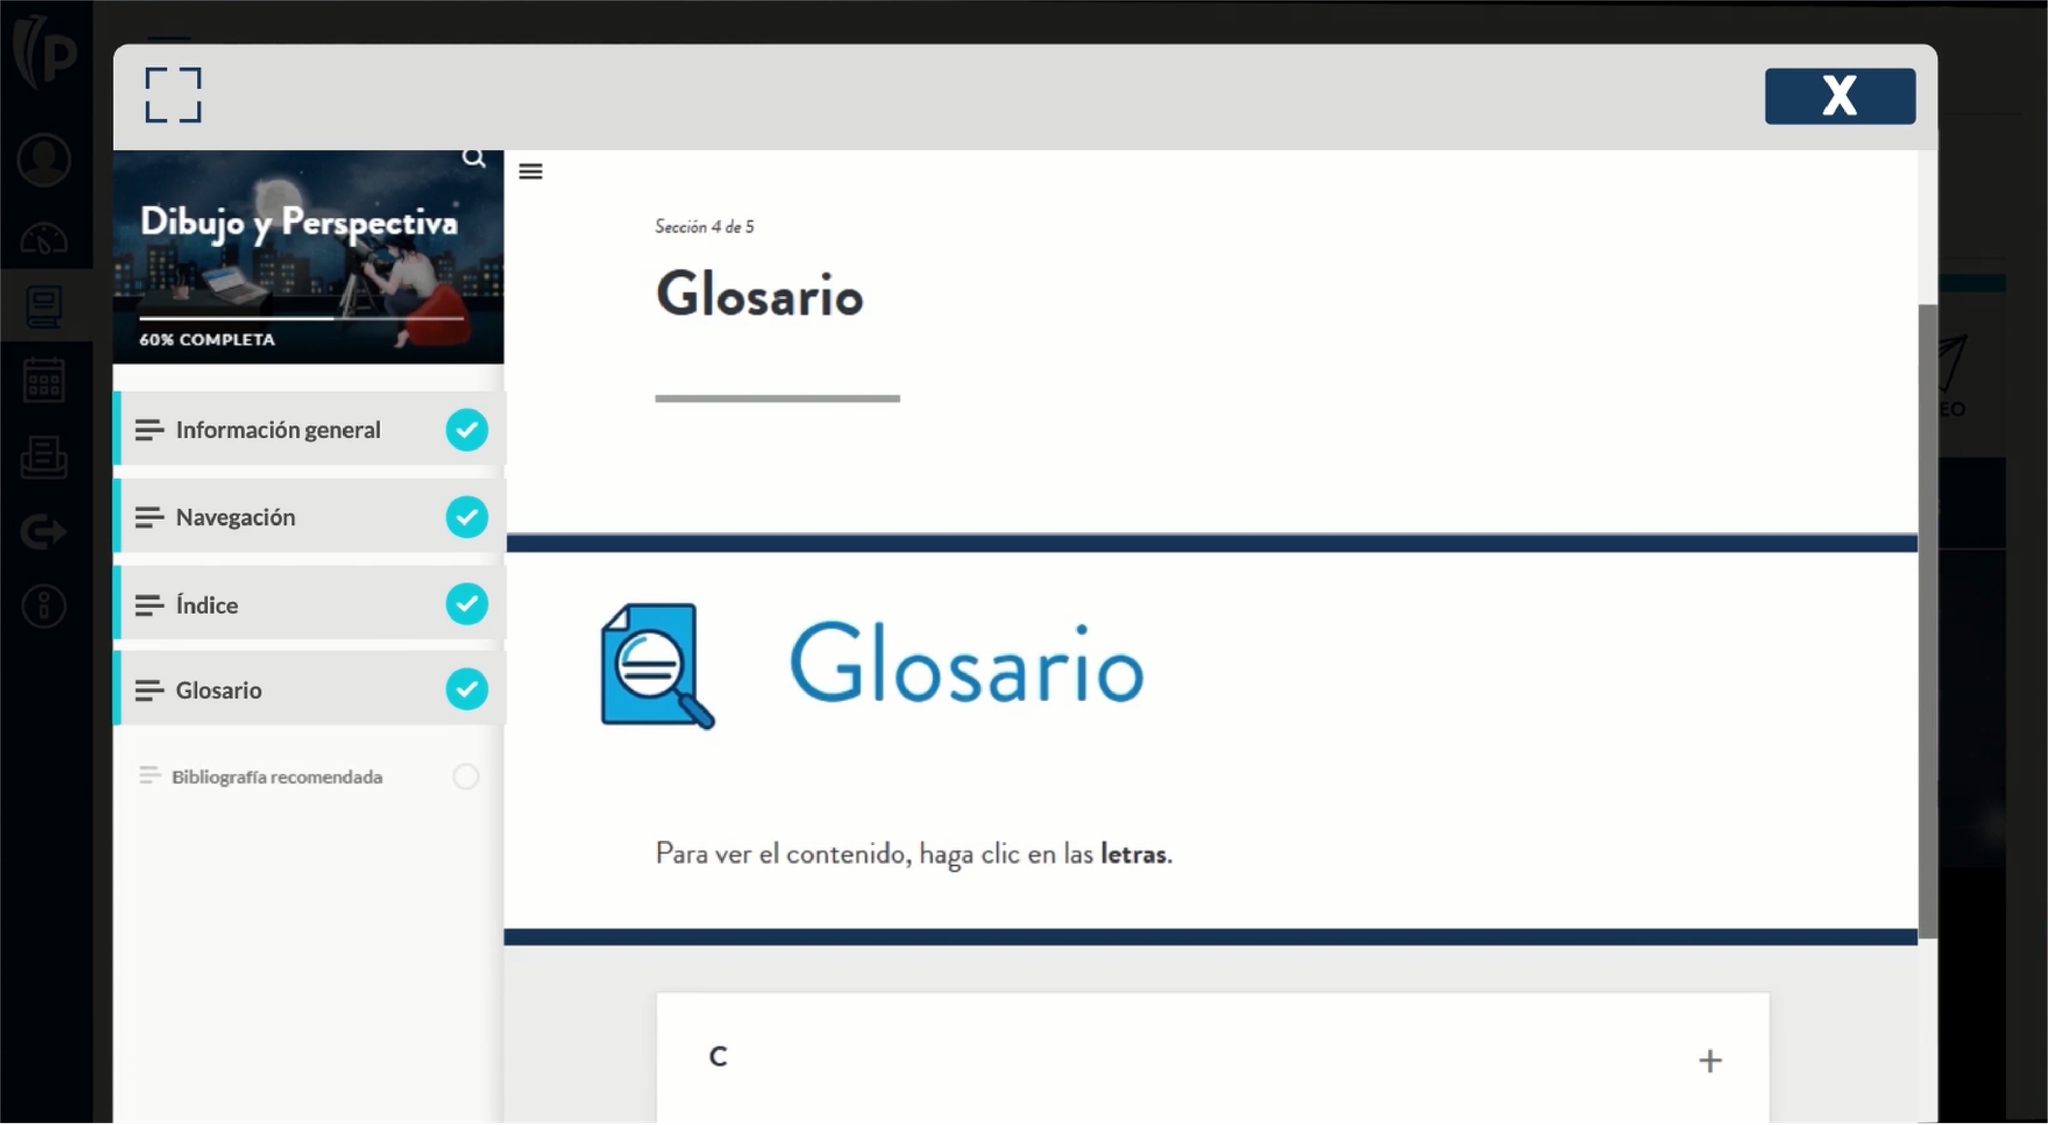 P
X
Dibujo y Perspectiva
60% COMPLETA
Información general
Navegación
Índice
Glosario
Bibliografía recomendada
Sección 4 de 5
Glosario
Glosario
Para ver el contenido, haga clic en las letras.
C
+
EO